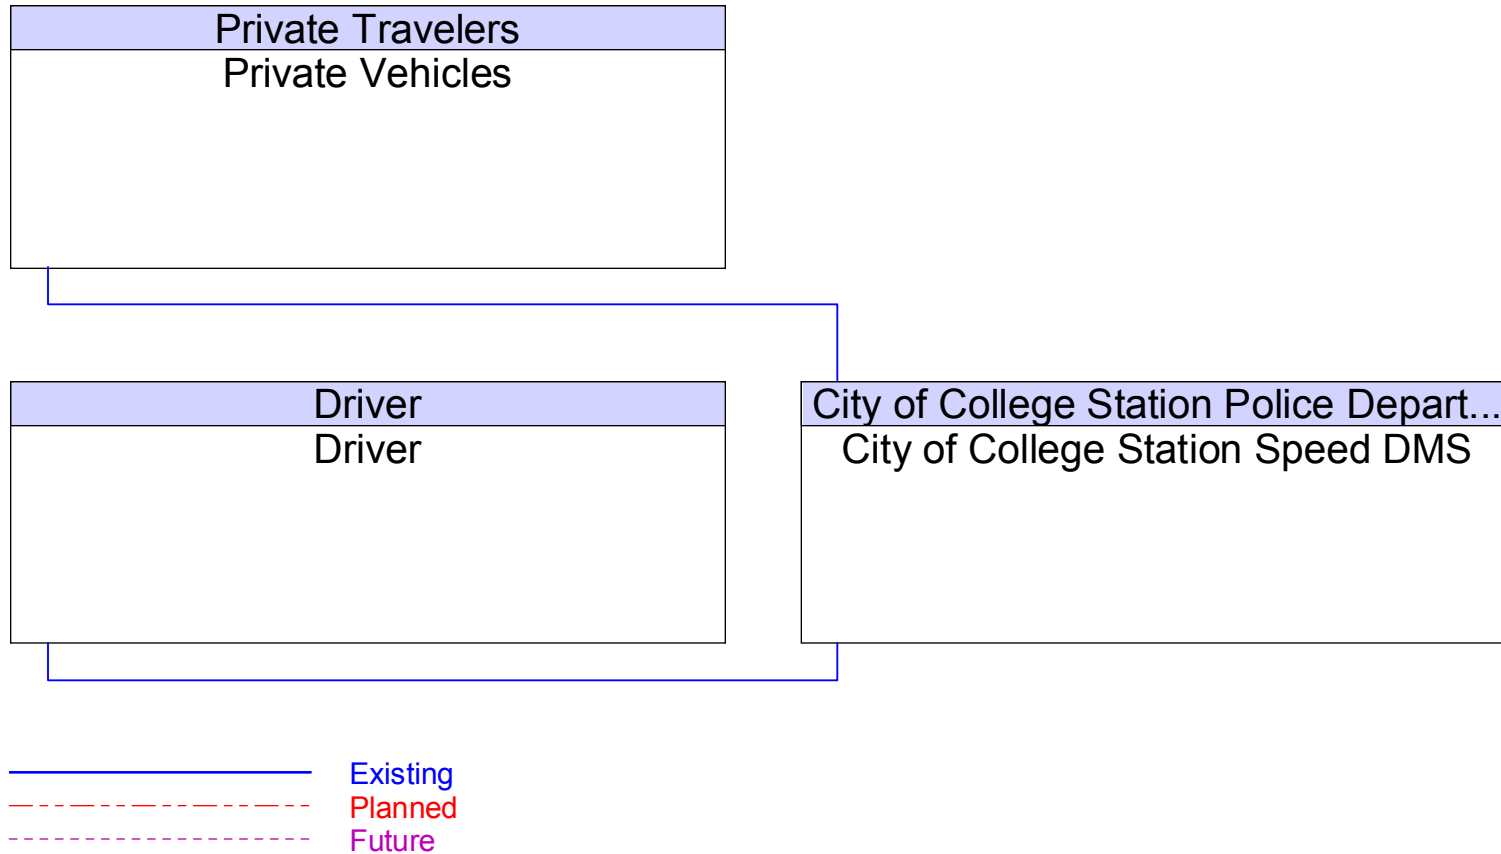 Private Travelers
Private Vehicles
Driver
Driver
City of College Station Police Depart...
City of College Station Speed DMS
Existing
Planned
Future